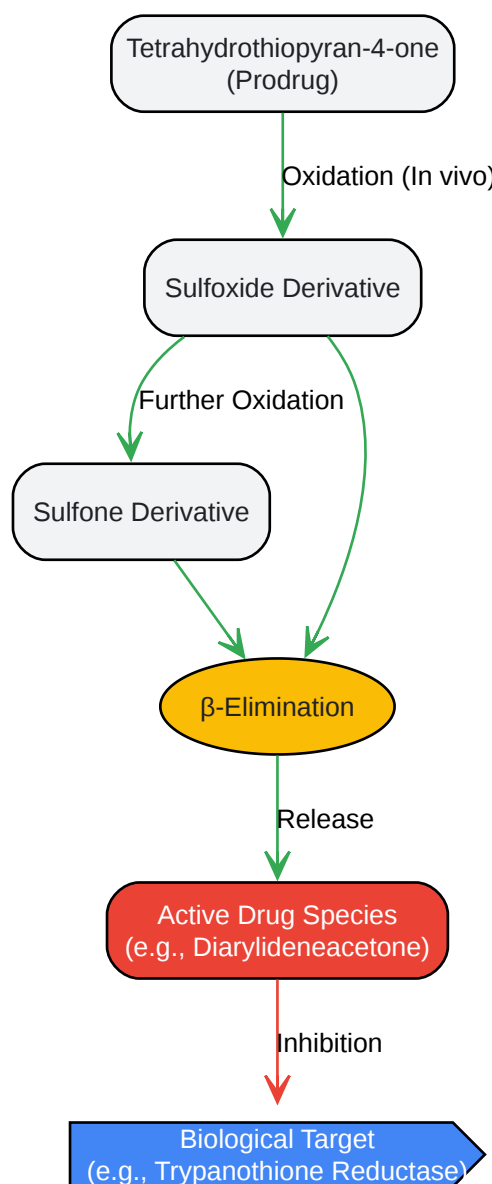 Tetrahydrothiopyran-4-one
(Prodrug)
Oxidation (In vivo)
Sulfoxide Derivative
Further Oxidation
Sulfone Derivative
β-Elimination
Release
Active Drug Species
(e.g., Diarylideneacetone)
Inhibition
Biological Target
(e.g., Trypanothione Reductase)